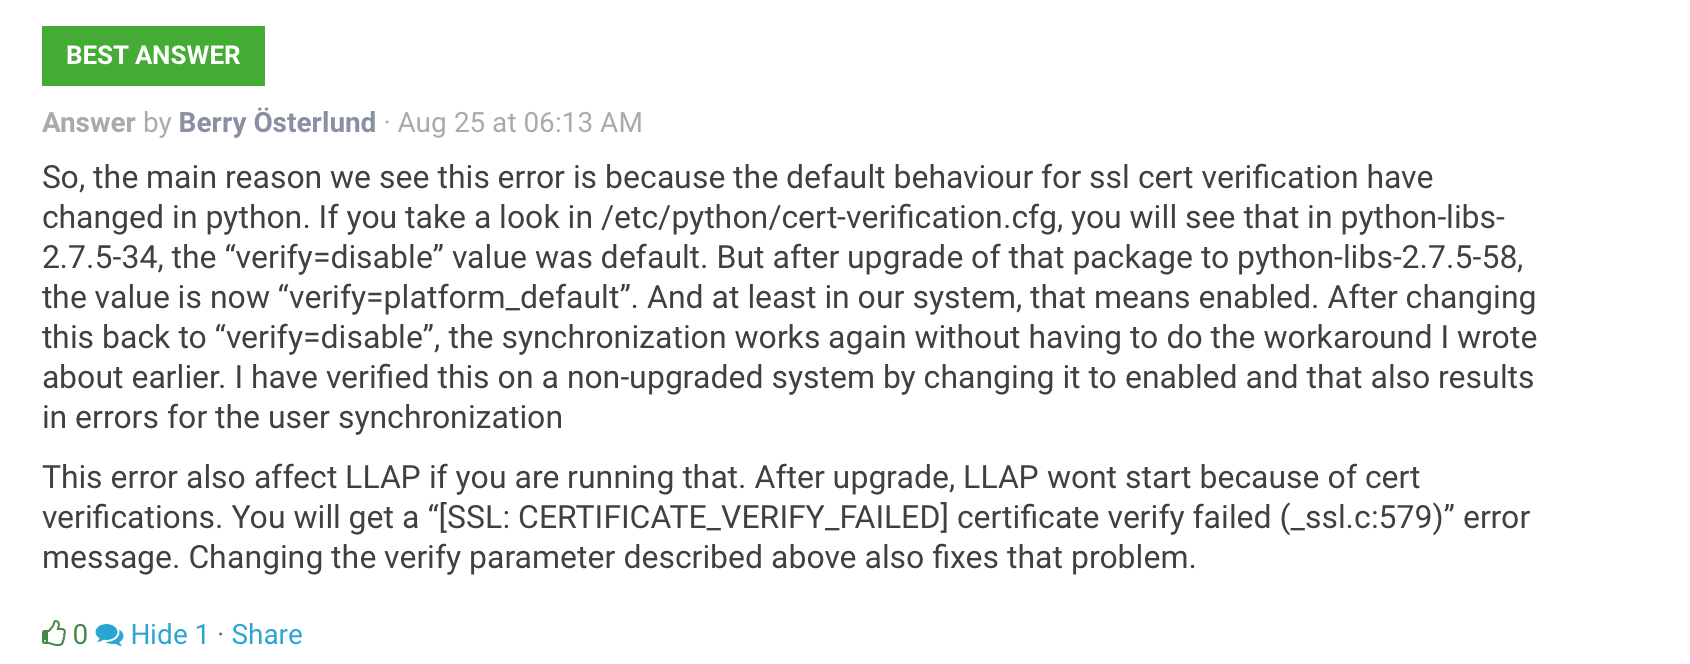 BEST ANSWER
Answer by Berry Österlund · Aug 25 at 06:13 AM
So, the main reason we see this error is because the default behaviour for ssl cert verification have
changed in python. If you take a look in /etc/python/cert-verification.cfg, you will see that in python-libs-
2.7.5-34, the “verify=disable” value was default. But after upgrade of that package to python-libs-2.7.5-58,
the value is now “verify=platform_default”. And at least in our system, that means enabled. After changing
this back to “verify=disable”, the synchronization works again without having to do the workaround I wrote
about earlier. I have verified this on a non-upgraded system by changing it to enabled and that also results
in errors for the user synchronization
This error also affect LLAP if you are running that. After upgrade, LLAP wont start because of cert
verifications. You will get a “[SSL: CERTIFICATE_VERIFY_FAILED] certificate verify failed (_ssl.c:579)” error
message. Changing the verify parameter described above also fixes that problem.
0 Hide 1 · Share